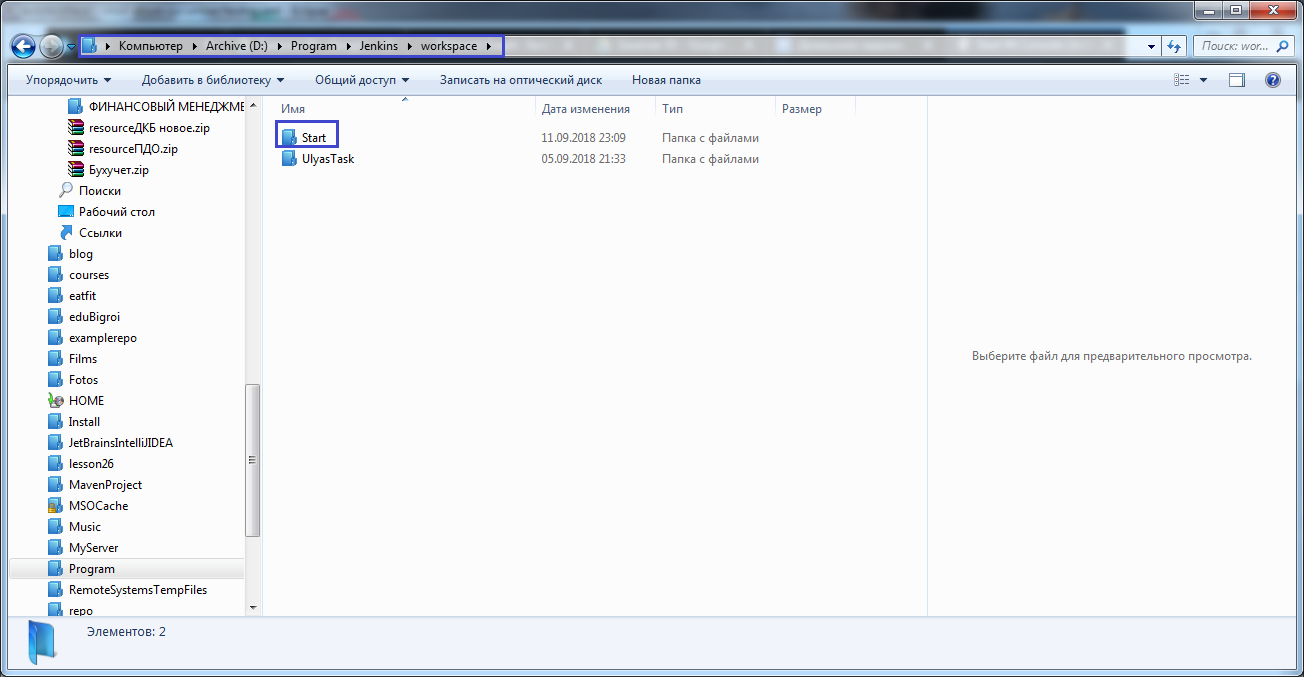 Компьютер Archive (D:) Program Jenkins workspace
Поиск: wor...
Упорядочить Добавить в библиотеку Общий доступ Записать на оптический диск Новая папка
ФИНАНСОВЫЙ МЕНЕДЖМЕ
resourceДКБ новое.zip
resourceПДО.zip
Бухучет.zip
Поиски
Рабочий стол
Ссылки
blog
courses
eatfit
eduBigroi
examplerepo
Films
Fotos
HOME
Install
JetBrainsIntelliJIDEA
lesson26
MavenProject
MSOCache
Music
MyServer
Program
RemoteSystemsTempFiles
repo
Имя Дата изменения Тип Размер
Start 11.09.2018 23:09 Папка с файлами
UlyasTask 05.09.2018 21:33 Папка с файлами
Выберите файл для предварительного просмотра.
Элементов: 2